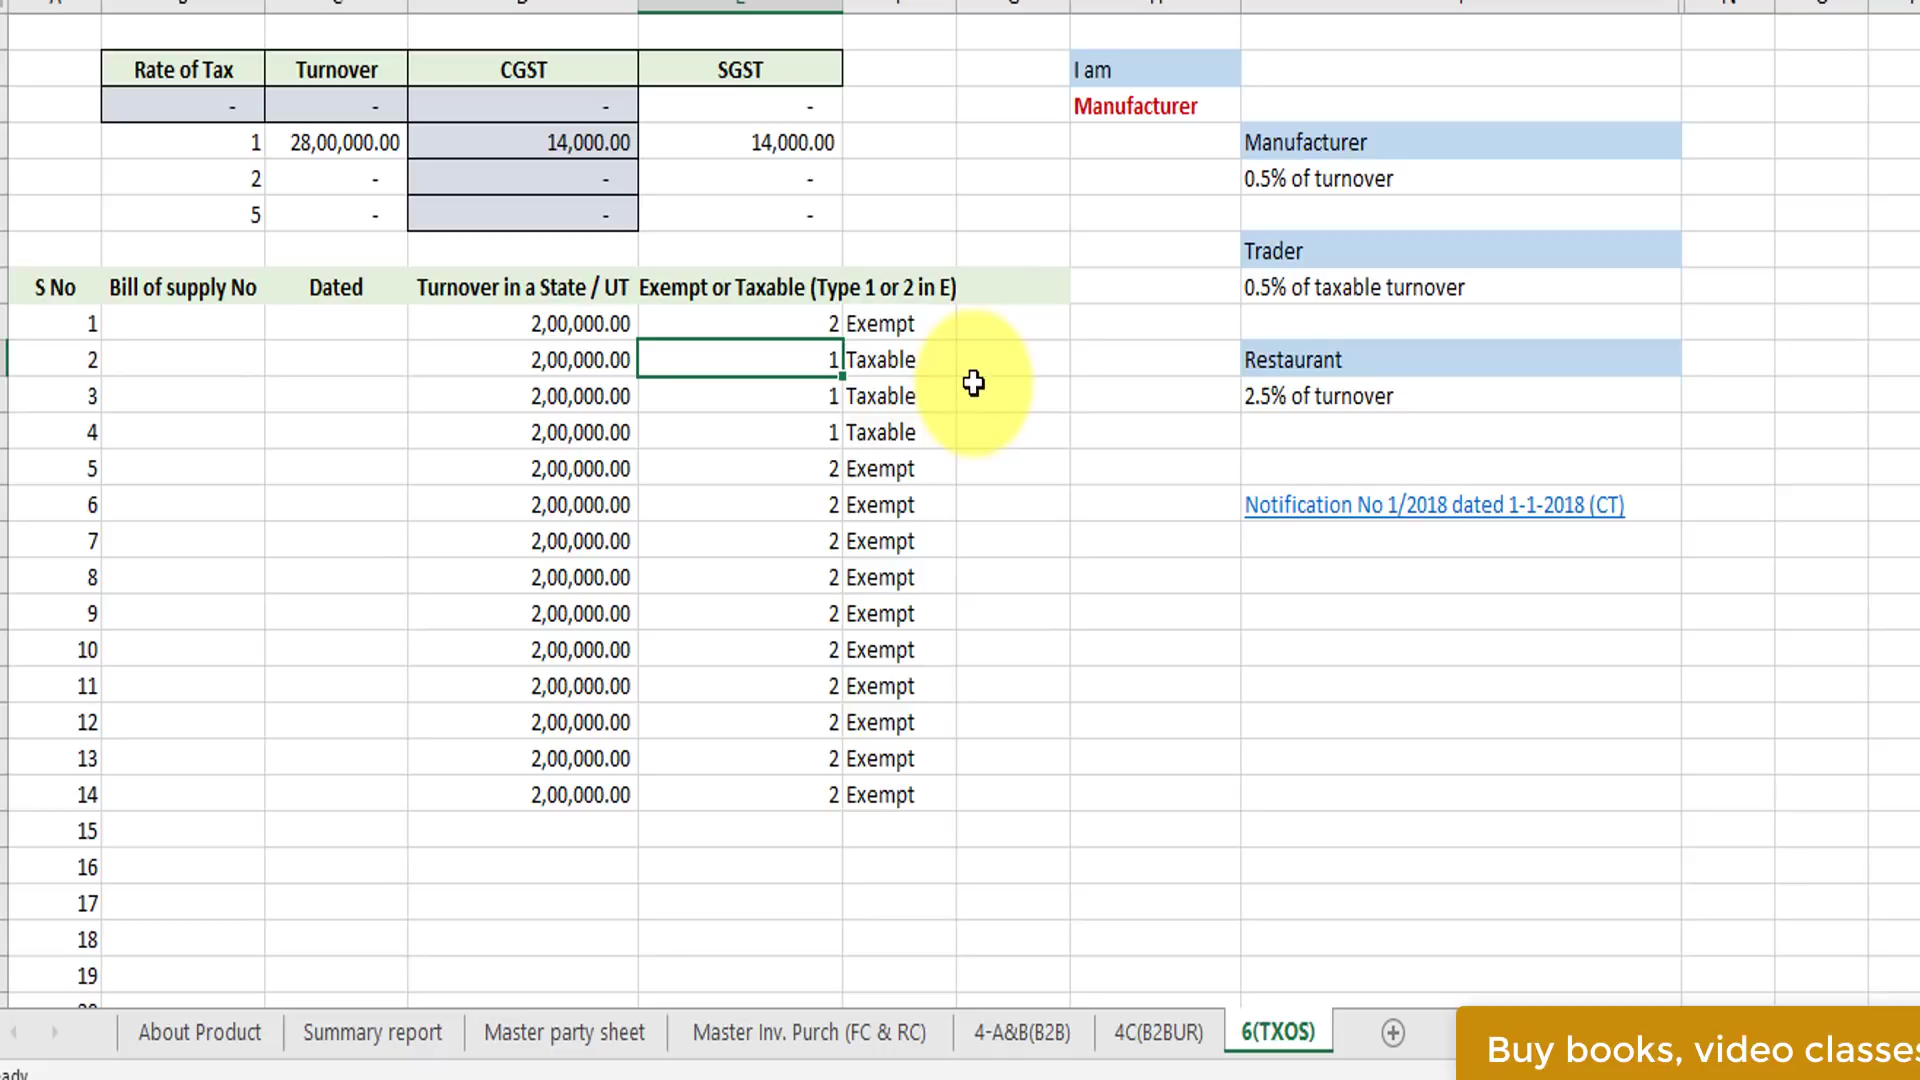 Rate of Tax Turnover CGST SGST I am
- - - - Manufacturer
1 28,00,000.00 14,000.00 14,000.00 Manufacturer
2 - - - 0.5% of turnover
5 - - -
Trader
S No Bill of supply No Dated Turnover in a State / UT Exempt or Taxable (Type 1 or 2 in E) 0.5% of taxable turnover
1 2,00,000.00 2 Exempt
2 2,00,000.00 1 Taxable Restaurant
3 2,00,000.00 1 Taxable 2.5% of turnover
4 2,00,000.00 1 Taxable
5 2,00,000.00 2 Exempt
6 2,00,000.00 2 Exempt Notification No 1/2018 dated 1-1-2018 (CT)
7 2,00,000.00 2 Exempt
8 2,00,000.00 2 Exempt
9 2,00,000.00 2 Exempt
10 2,00,000.00 2 Exempt
11 2,00,000.00 2 Exempt
12 2,00,000.00 2 Exempt
13 2,00,000.00 2 Exempt
14 2,00,000.00 2 Exempt
15
16
17
18
19
About Product Summary report Master party sheet Master Inv. Purch (FC & RC) 4-A&B(B2B) 4C(B2BUR) 6(TXOS)
Buy books, video classes